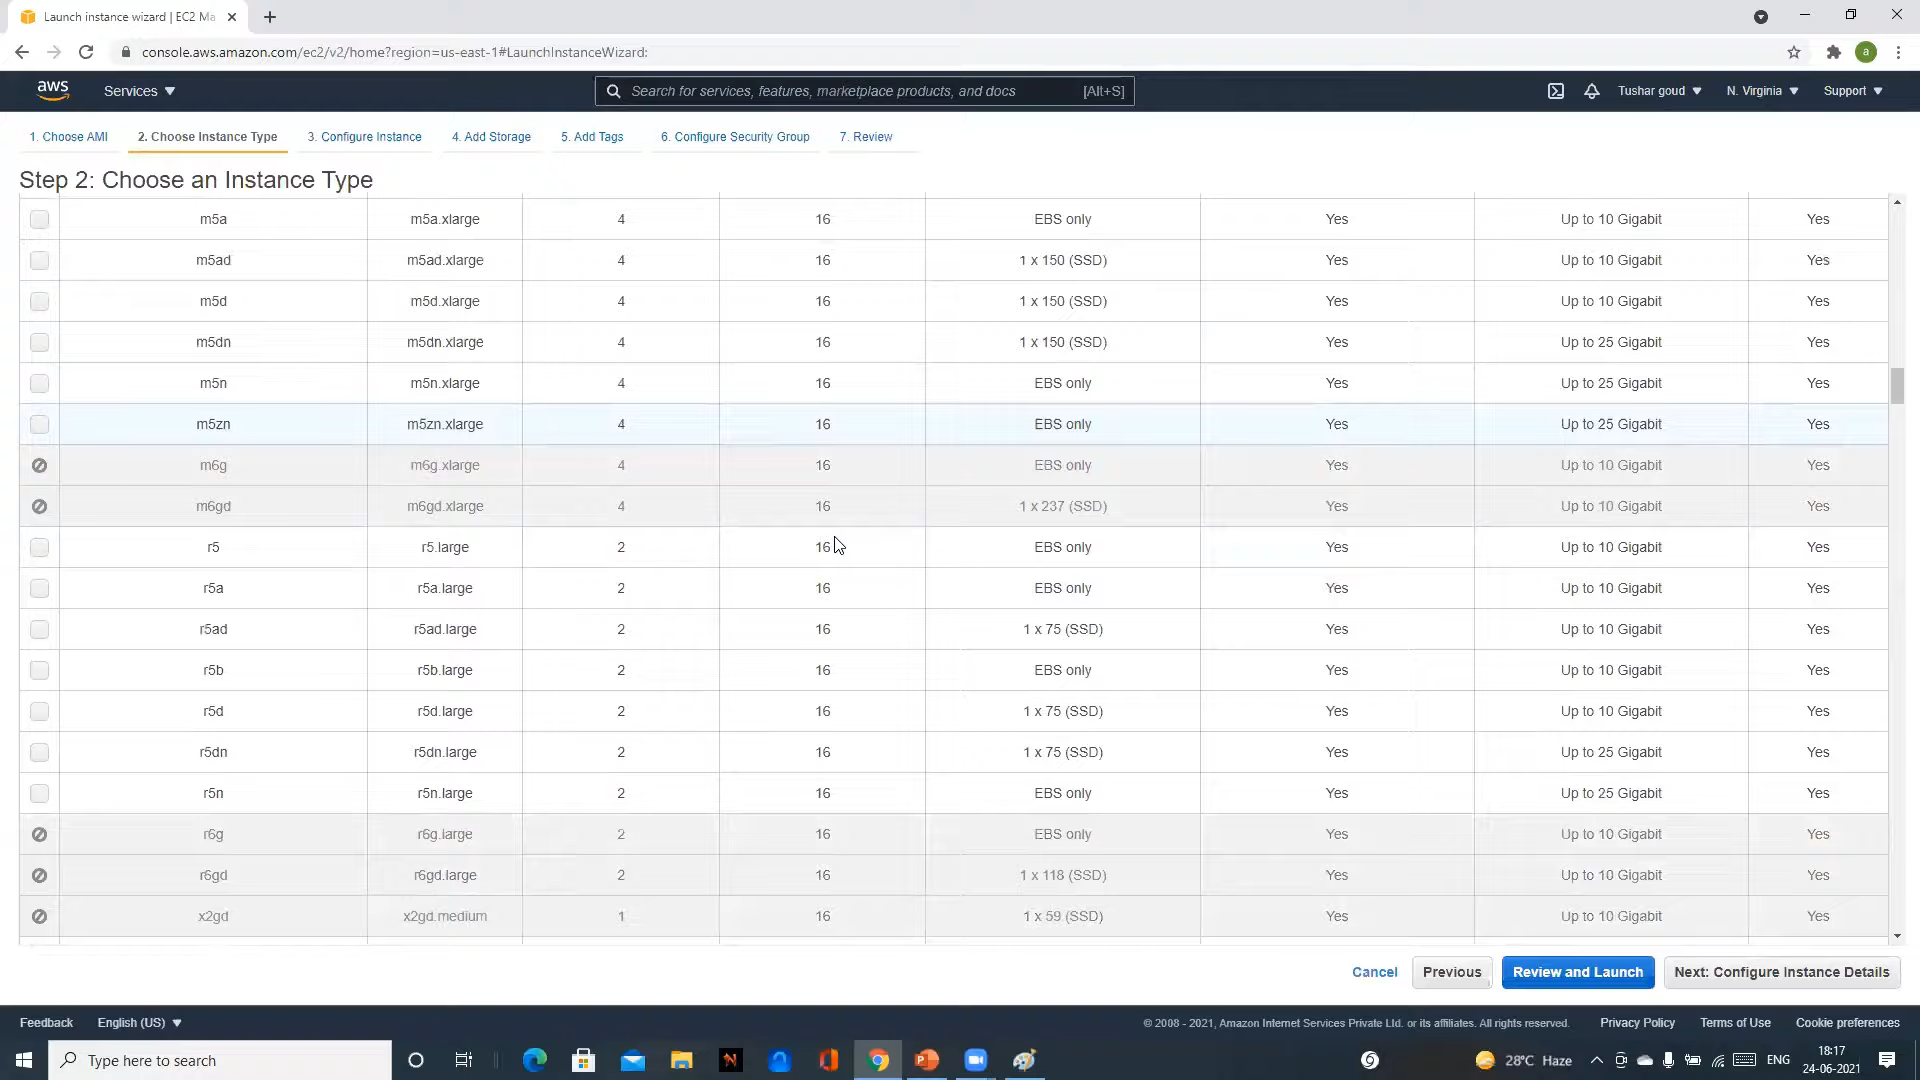 Launch instance wizard | EC2 Ma
console.aws.amazon.com/ec2/v2/home?region=us-east-1#LaunchInstanceWizard:
a
aws Services Search for services, features, marketplace products, and docs [Alt+S] Tushar goud N. Virginia Support
1. Choose AMI 2. Choose Instance Type 3. Configure Instance 4. Add Storage 5. Add Tags 6. Configure Security Group 7. Review
Step 2: Choose an Instance Type
m5a m5a.xlarge 4 16 EBS only Yes Up to 10 Gigabit Yes
m5ad m5ad.xlarge 4 16 1 x 150 (SSD) Yes Up to 10 Gigabit Yes
m5d m5d.xlarge 4 16 1 x 150 (SSD) Yes Up to 10 Gigabit Yes
m5dn m5dn.xlarge 4 16 1 x 150 (SSD) Yes Up to 25 Gigabit Yes
m5n m5n.xlarge 4 16 EBS only Yes Up to 25 Gigabit Yes
m5zn m5zn.xlarge 4 16 EBS only Yes Up to 25 Gigabit Yes
m6g m6g.xlarge 4 16 EBS only Yes Up to 10 Gigabit Yes
m6gd m6gd.xlarge 4 16 1 x 237 (SSD) Yes Up to 10 Gigabit Yes
r5 r5.large 2 16 EBS only Yes Up to 10 Gigabit Yes
r5a r5a.large 2 16 EBS only Yes Up to 10 Gigabit Yes
r5ad r5ad.large 2 16 1 x 75 (SSD) Yes Up to 10 Gigabit Yes
r5b r5b.large 2 16 EBS only Yes Up to 10 Gigabit Yes
r5d r5d.large 2 16 1 x 75 (SSD) Yes Up to 10 Gigabit Yes
r5dn r5dn.large 2 16 1 x 75 (SSD) Yes Up to 25 Gigabit Yes
r5n r5n.large 2 16 EBS only Yes Up to 25 Gigabit Yes
r6g r6g.large 2 16 EBS only Yes Up to 10 Gigabit Yes
r6gd r6gd.large 2 16 1 x 118 (SSD) Yes Up to 10 Gigabit Yes
x2gd x2gd.medium 1 16 1 x 59 (SSD) Yes Up to 10 Gigabit Yes
Cancel Previous Review and Launch Next: Configure Instance Details
Feedback English (US) © 2008 - 2021, Amazon Internet Services Private Ltd. or its affiliates. All rights reserved. Privacy Policy Terms of Use Cookie preferences
Type here to search 28°C Haze ENG 18:17
24-06-2021